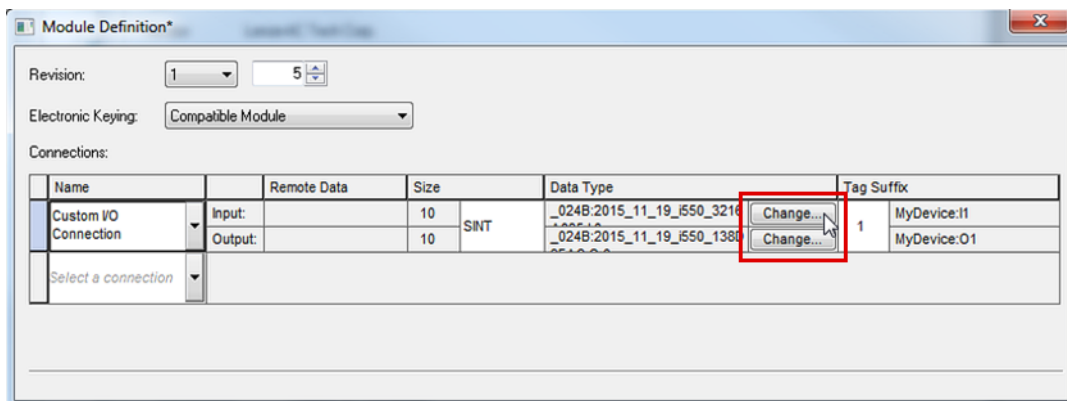 Module Definition*
Revision: 1 5
Electronic Keying: Compatible Module
Connections:
Name Remote Data Size Data Type Tag Suffix
Custom I/O Connection
Input: 10 SINT _024B:2015_11_19_i550_3216 Change... 1 MyDevice:I1
Output: 10 _024B:2015_11_19_i550_138D Change... MyDevice:O1
Select a connection